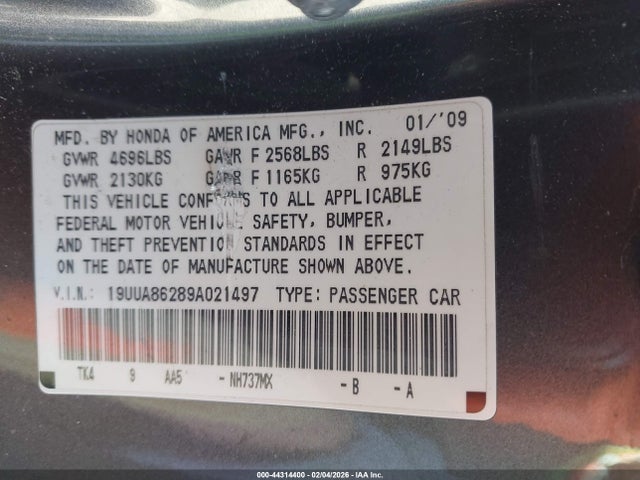 MFD. BY HONDA OF AMERICA MFG., INC. 01/'09
GVWR 4696LBS GAWR F 2568LBS R 2149LBS
GVWR 2130KG GAWR F 1165KG R 975KG
THIS VEHICLE CONFORMS TO ALL APPLICABLE
FEDERAL MOTOR VEHICLE SAFETY, BUMPER,
AND THEFT PREVENTION STANDARDS IN EFFECT
ON THE DATE OF MANUFACTURE SHOWN ABOVE.
V.I.N.: 19UUA86289A021497 TYPE: PASSENGER CAR
TK4 9 AA5 - NH737MX - B - A
000-44314400 - 02/04/2026 - IAA Inc.